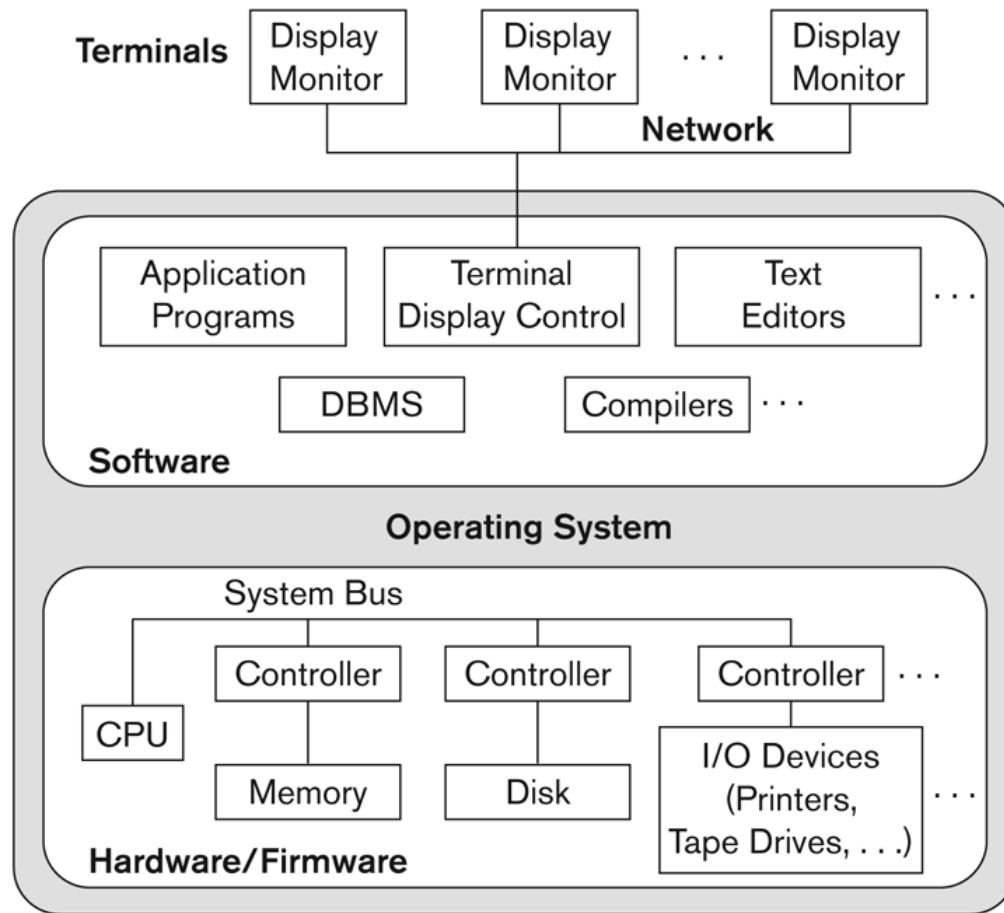 Terminals
Display
Monitor
Display
Monitor
. . .
Display
Monitor
Network
Application
Programs
Terminal
Display Control
Text
Editors
. . .
DBMS
Compilers
. . .
Software
Operating System
System Bus
Controller
Controller
Controller
. . .
CPU
Memory
Disk
I/O Devices
(Printers,
Tape Drives, . . .)
. . .
Hardware/Firmware